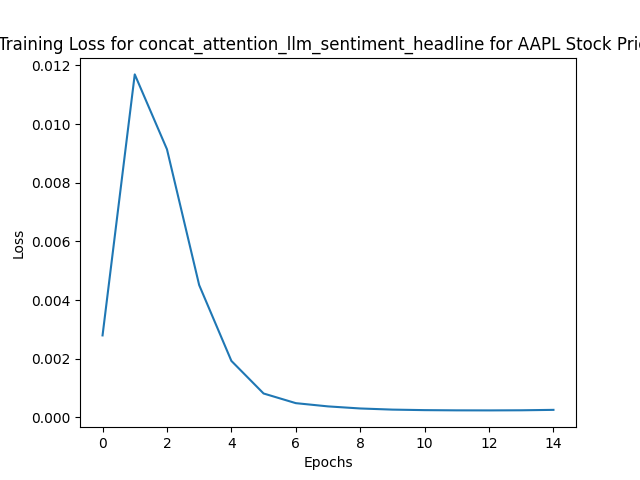 Training Loss for concat_attention_llm_sentiment_headline for AAPL Stock
0.012
0.010
0.008
0.006
0.004
0.002
0.000
Loss
0 2 4 6 8 10 12 14
Epochs